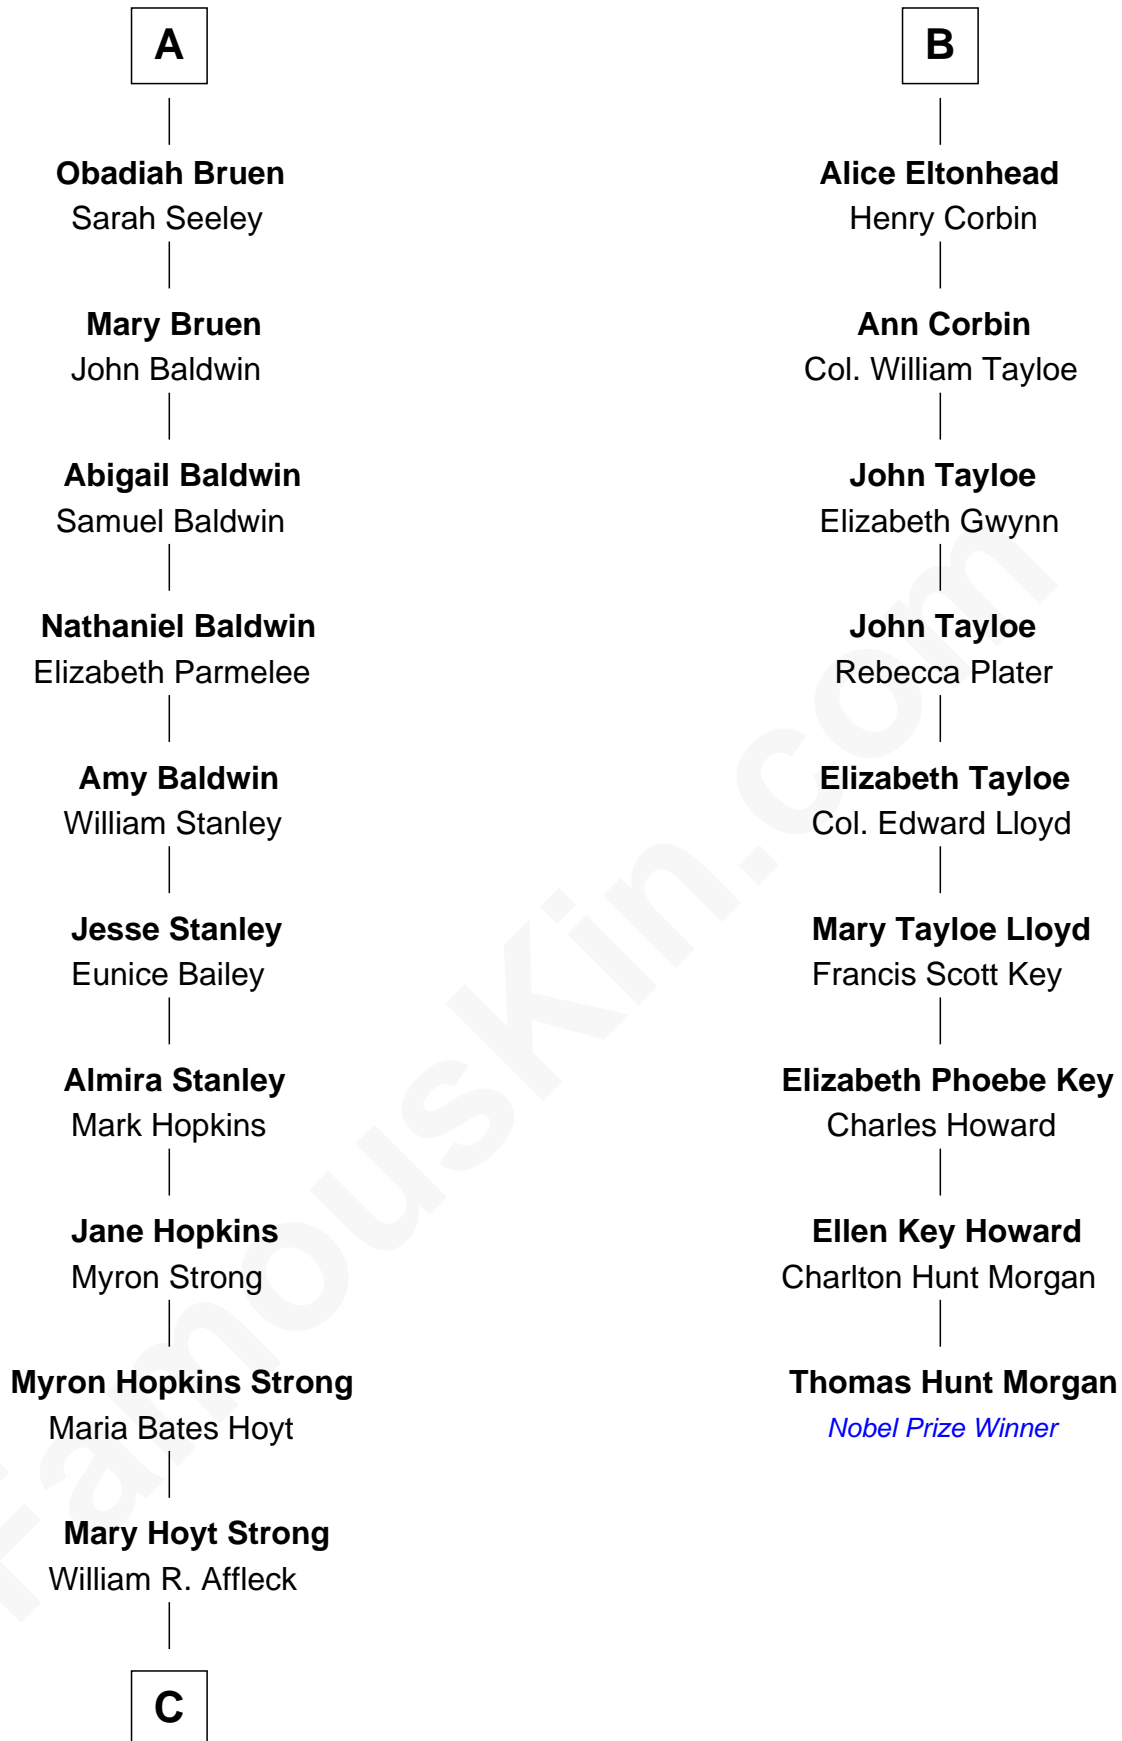 A
Obadiah Bruen
Sarah Seeley
Mary Bruen
John Baldwin
Abigail Baldwin
Samuel Baldwin
Nathaniel Baldwin
Elizabeth Parmelee
Amy Baldwin
William Stanley
Jesse Stanley
Eunice Bailey
Almira Stanley
Mark Hopkins
Jane Hopkins
Myron Strong
Myron Hopkins Strong
Maria Bates Hoyt
Mary Hoyt Strong
William R. Affleck
C
B
Alice Eltonhead
Henry Corbin
Ann Corbin
Col. William Tayloe
John Tayloe
Elizabeth Gwynn
John Tayloe
Rebecca Plater
Elizabeth Tayloe
Col. Edward Lloyd
Mary Tayloe Lloyd
Francis Scott Key
Elizabeth Phoebe Key
Charles Howard
Ellen Key Howard
Charlton Hunt Morgan
Thomas Hunt Morgan
Nobel Prize Winner
FamousKin.com